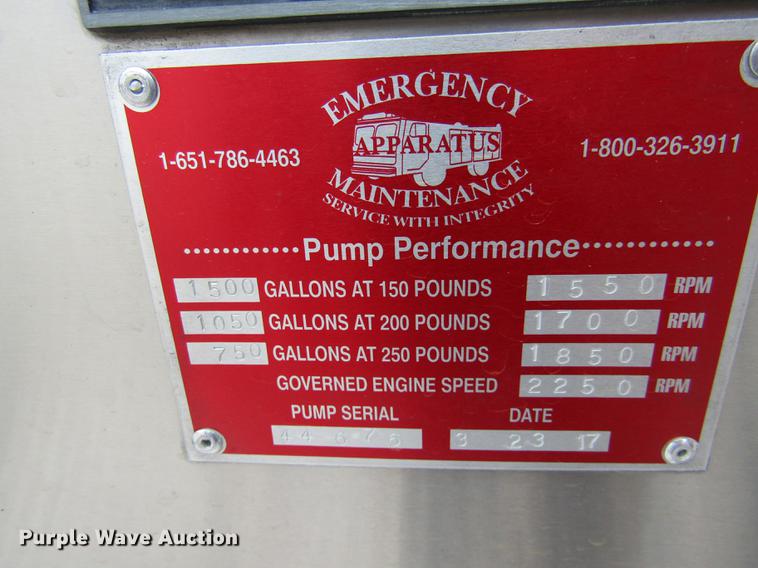 EMERGENCY
APPARATUS
MAINTENANCE
SERVICE WITH INTEGRITY
1-651-786-4463
1-800-326-3911
Pump Performance
1500 GALLONS AT 150 POUNDS 1550 RPM
1050 GALLONS AT 200 POUNDS 1700 RPM
750 GALLONS AT 250 POUNDS 1850 RPM
GOVERNED ENGINE SPEED 2250 RPM
PUMP SERIAL DATE
44675 3 23 17
Purple Wave Auction